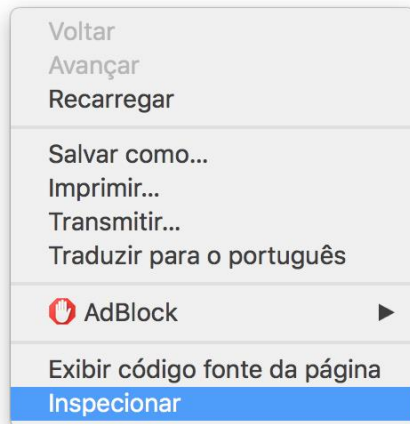 Voltar
Avançar
Recarregar
Salvar como...
Imprimir...
Transmitir...
Traduzir para o português
AdBlock
Exibir código fonte da página
Inspecionar